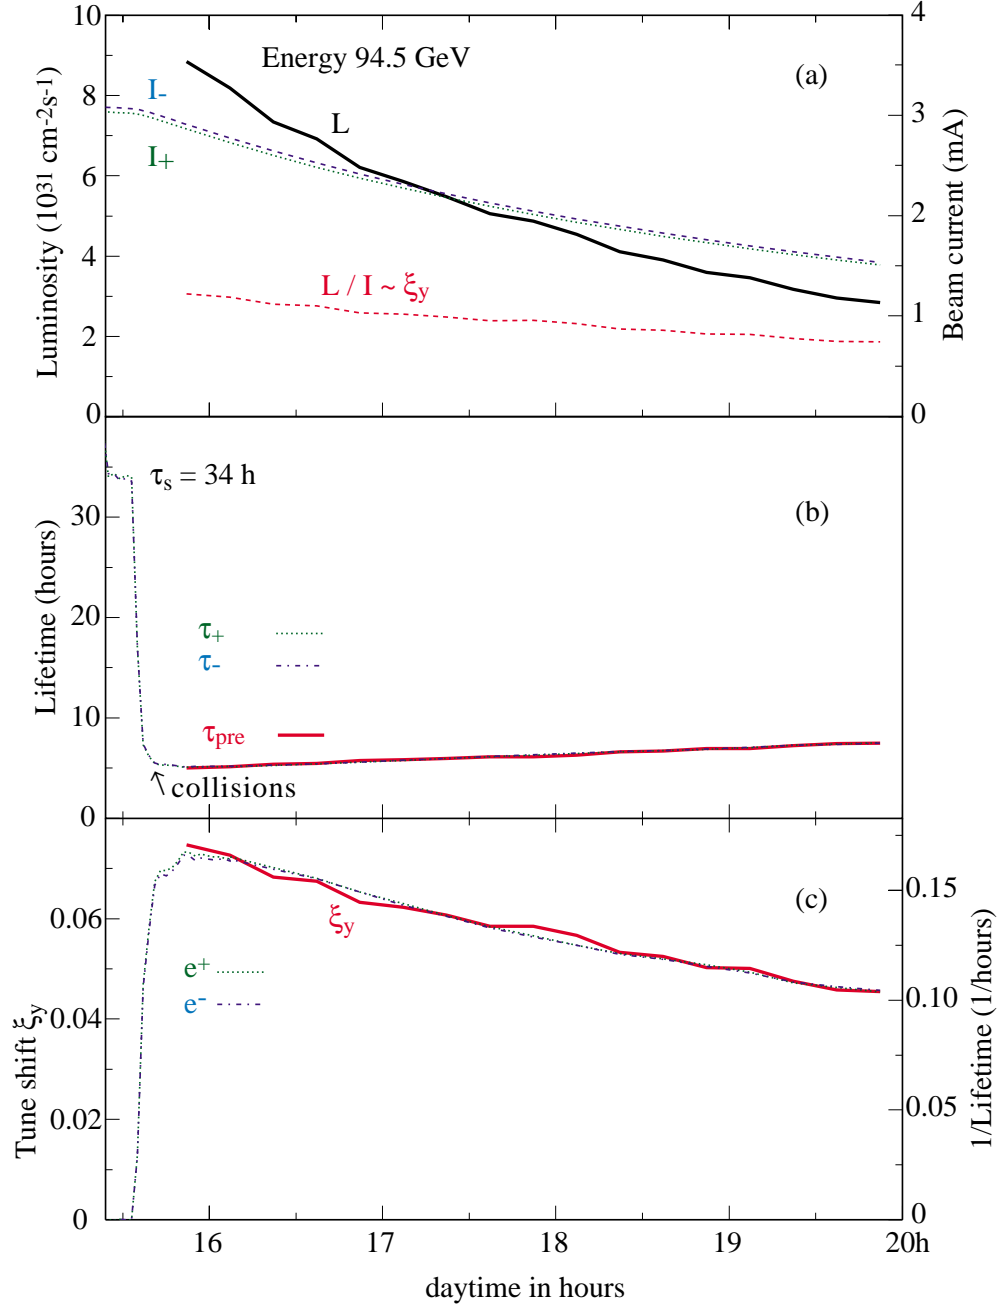 10
8
6
4
2
0
Luminosity (10³¹ cm-2s-1)
Energy 94.5 GeV
(a)
I-
I+
L
L / I ~ ξy
4
3
2
1
0
Beam current (mA)
30
20
10
0
Lifetime (hours)
τs = 34 h
(b)
τ+
τ-
τpre
collisions
0.06
0.04
0.02
0
Tune shift ξy
(c)
ξy
e+
e-
0.15
0.10
0.05
0
1/Lifetime (1/hours)
16 17 18 19 20h
daytime in hours